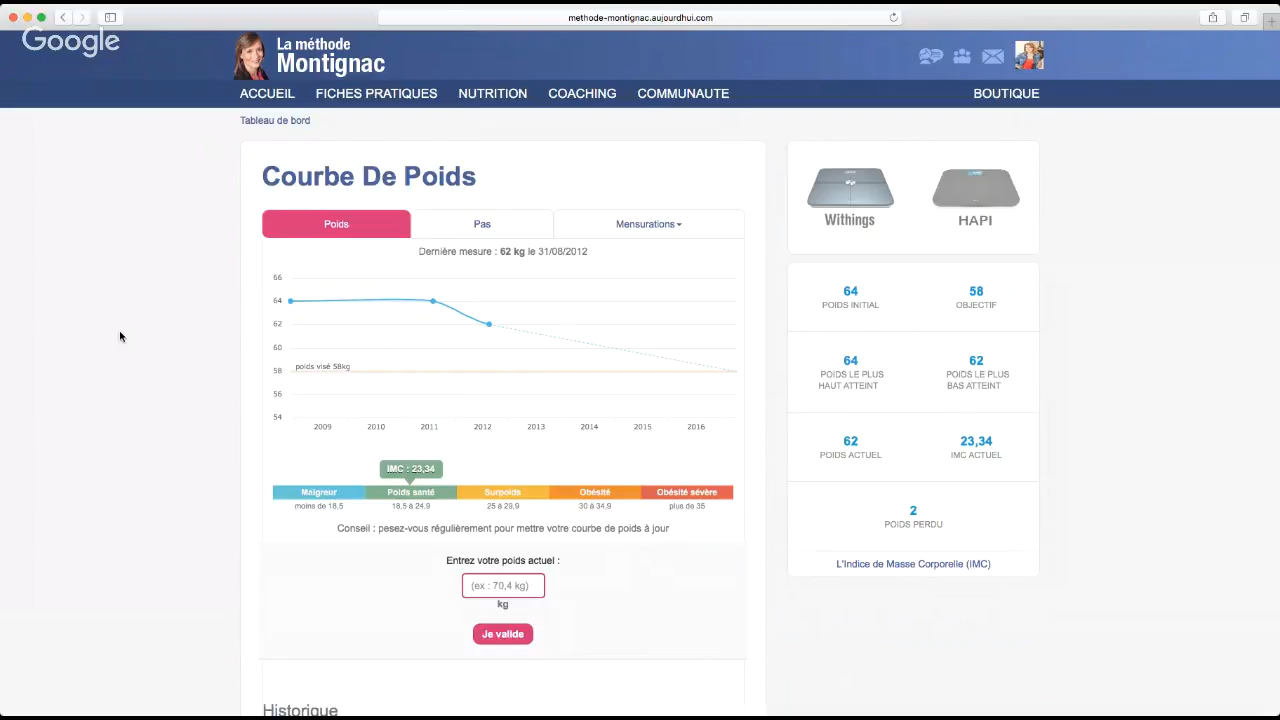 methode-montignac.aujourdhui.com
Google
La méthode
Montignac
ACCUEIL FICHES PRATIQUES NUTRITION COACHING COMMUNAUTE BOUTIQUE
Tableau de bord
Courbe De Poids
Poids Pas Mensurations
Dernière mesure : 62 kg le 31/08/2012
66
64
62
60
58
56
54
poids visé 58kg
2009 2010 2011 2012 2013 2014 2015 2016
IMC : 23,34
Maigreur Poids santé Surpoids Obésité Obésité sévère
moins de 18,5 18,5 à 24,9 25 à 29,9 30 à 34,9 plus de 35
Conseil : pesez-vous régulièrement pour mettre votre courbe de poids à jour
Entrez votre poids actuel :
(ex : 70,4 kg)
kg
Je valide
Historique
Withings HAPI
64 58
POIDS INITIAL OBJECTIF
64 62
POIDS LE PLUS POIDS LE PLUS
HAUT ATTEINT BAS ATTEINT
62 23,34
POIDS ACTUEL IMC ACTUEL
2
POIDS PERDU
L'Indice de Masse Corporelle (IMC)